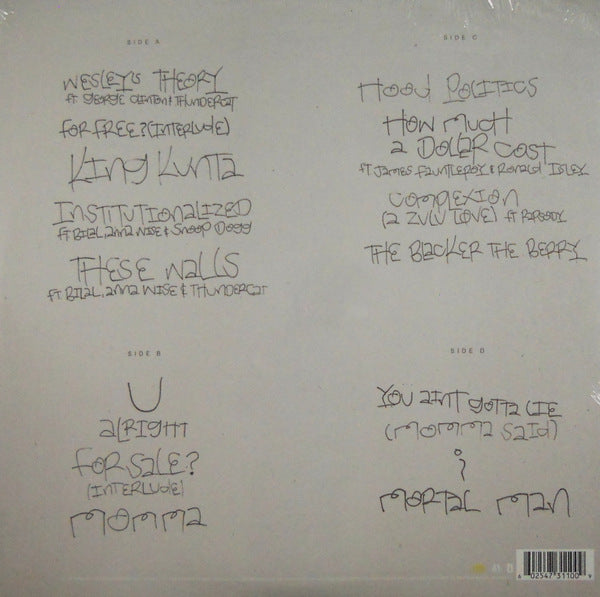 SIDE A
WESLEY'S THEORY
ft GEORGE CLINTON & THUNDERCAT
FOR FREE? (INTERLUDE)
KING KUNTA
INSTITUTIONALIZED
ft BILAL, ANNA WISE & SNOOP DOGG
THESE WALLS
ft BILAL, ANNA WISE & THUNDERCAT
SIDE B
U
ALRIGHT
FOR SALE?
(INTERLUDE)
MOMMA
SIDE C
HOOD POLITICS
HOW MUCH
A DOLLAR COST
ft JAMES FAUNTLEROY & RONALD ISLEY
COMPLEXION
(A ZULU LOVE) ft RAPSODY
THE BLACKER THE BERRY
SIDE D
YOU AINT GOTTA LIE
(MOMMA SAID)
i
MORTAL MAN
02547 31100 9